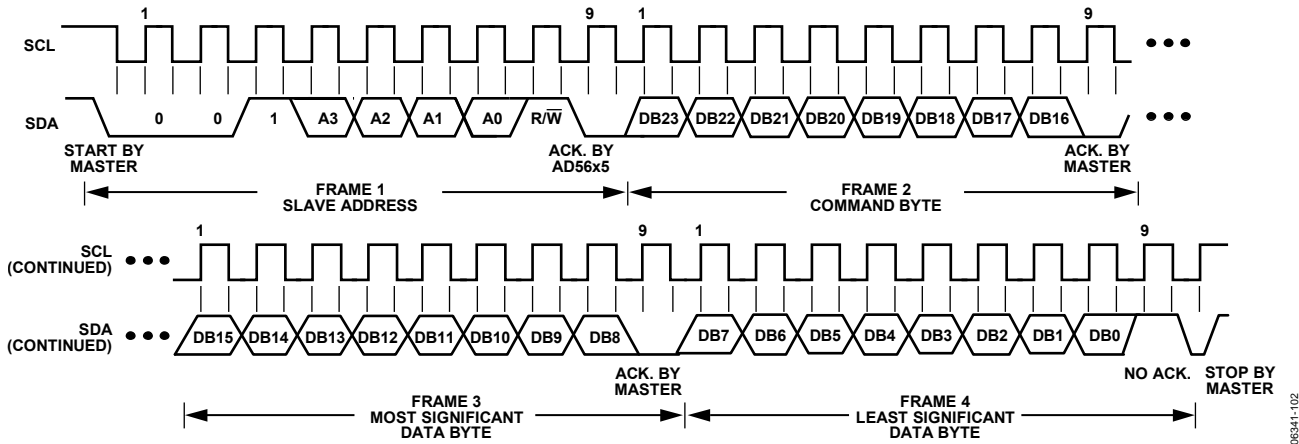 1 9 1 9
SCL
SDA
0 0 1 A3 A2 A1 A0 R/W̅ DB23 DB22 DB21 DB20 DB19 DB18 DB17 DB16
START BY
MASTER
ACK. BY
AD56x5
ACK. BY
MASTER
FRAME 1
SLAVE ADDRESS
FRAME 2
COMMAND BYTE
1 9 1 9
SCL
(CONTINUED)
SDA
(CONTINUED)
DB15 DB14 DB13 DB12 DB11 DB10 DB9 DB8 DB7 DB6 DB5 DB4 DB3 DB2 DB1 DB0
ACK. BY
MASTER
NO ACK.
STOP BY
MASTER
FRAME 3
MOST SIGNIFICANT
DATA BYTE
FRAME 4
LEAST SIGNIFICANT
DATA BYTE
06341-102